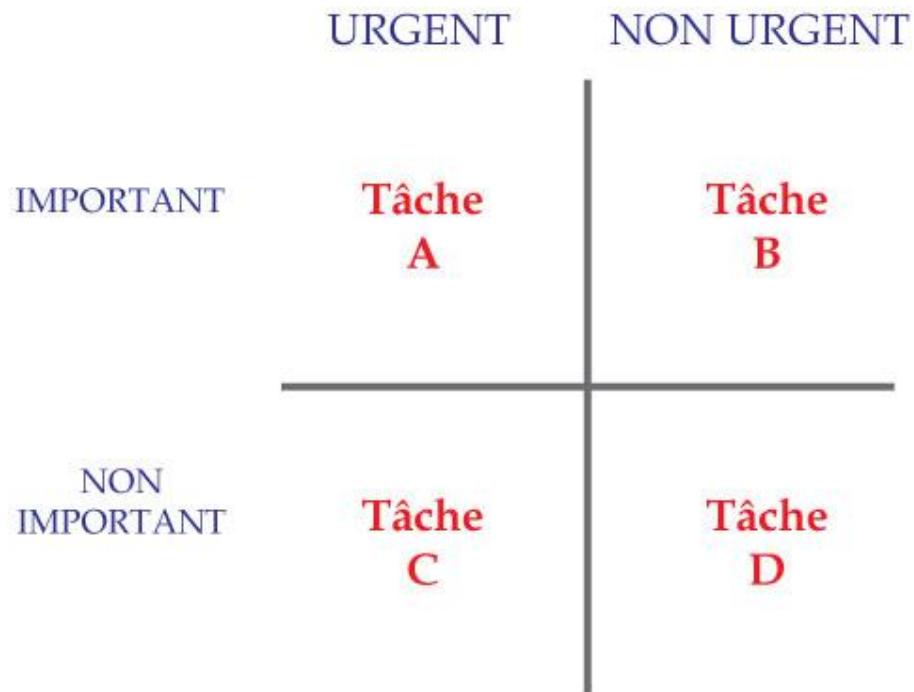 URGENT NON URGENT
IMPORTANT
Tâche
A
Tâche
B
NON
IMPORTANT
Tâche
C
Tâche
D